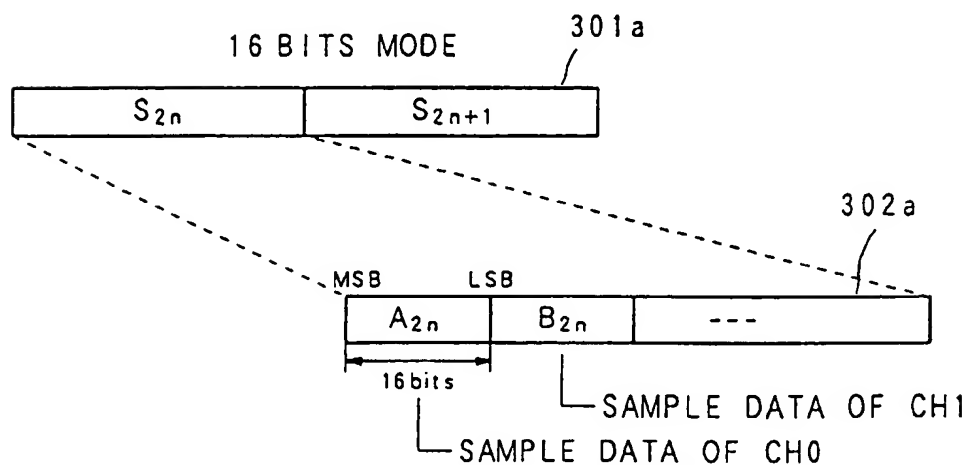 301a
16 BITS MODE
S2n S2n+1
302a
MSB LSB
A2n B2n ---
16bits
SAMPLE DATA OF CH1
SAMPLE DATA OF CH0